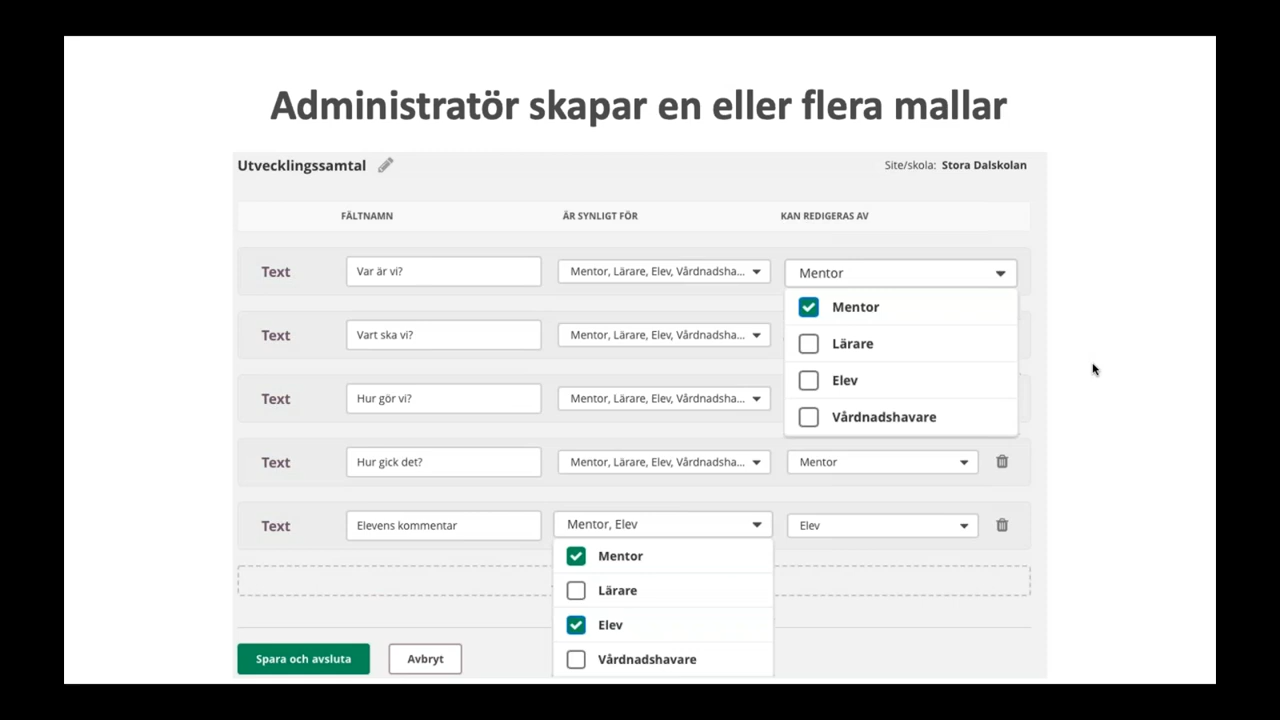 Administratör skapar en eller flera mallar
Utvecklingssamtal
Site/skola: Stora Dalskolan
FÄLTNAMN
ÄR SYNLIGT FÖR
KAN REDIGERAS AV
Text
Var är vi?
Mentor, Lärare, Elev, Vårdnadsha...
Mentor
Mentor
Lärare
Elev
Vårdnadshavare
Text
Vart ska vi?
Mentor, Lärare, Elev, Vårdnadsha...
Text
Hur gör vi?
Mentor, Lärare, Elev, Vårdnadsha...
Text
Hur gick det?
Mentor, Lärare, Elev, Vårdnadsha...
Mentor
Text
Elevens kommentar
Mentor, Elev
Elev
Mentor
Lärare
Elev
Vårdnadshavare
Spara och avsluta
Avbryt